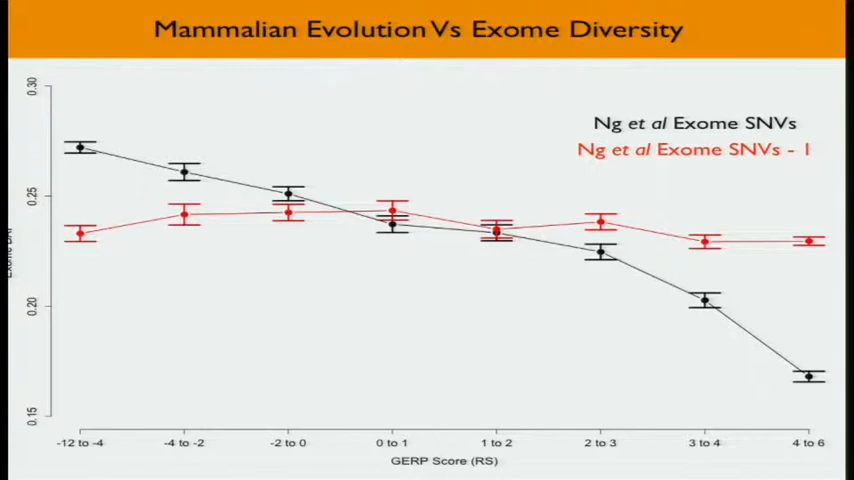 Mammalian Evolution Vs Exome Diversity
Ng et al Exome SNVs
Ng et al Exome SNVs - 1
0.30
0.25
0.20
0.15
-12 to -4
-4 to -2
-2 to 0
0 to 1
1 to 2
2 to 3
3 to 4
4 to 6
GERP Score (RS)